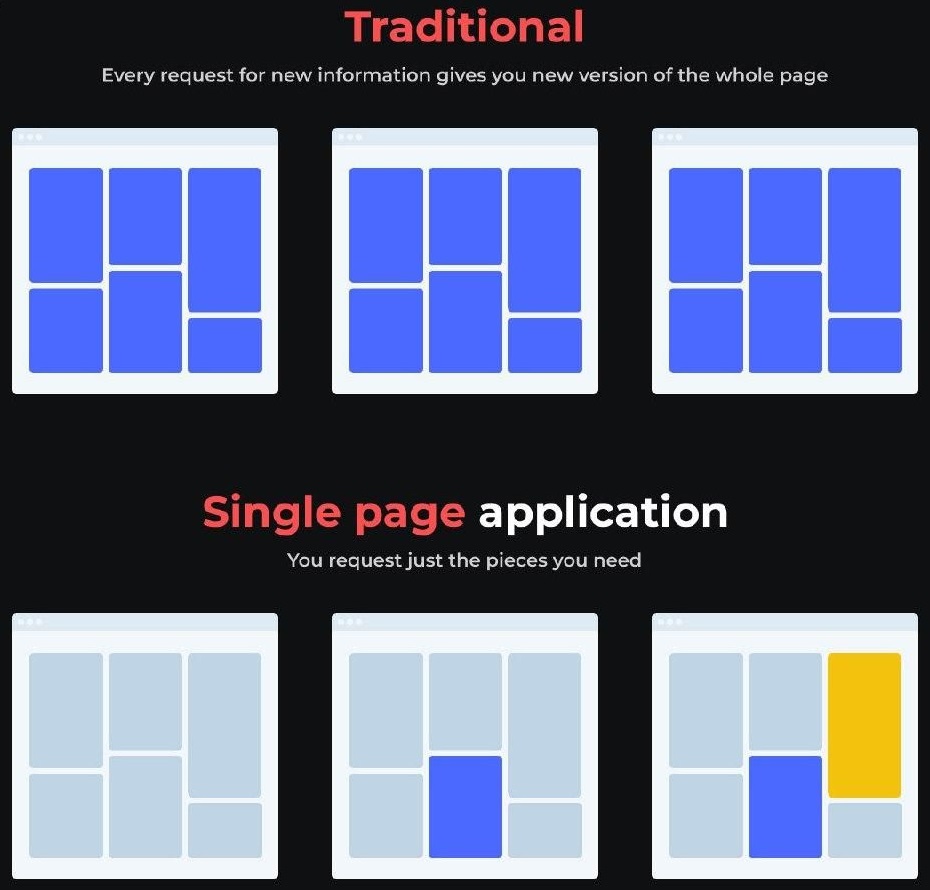 Traditional
Every request for new information gives you new version of the whole page
Single page application
You request just the pieces you need